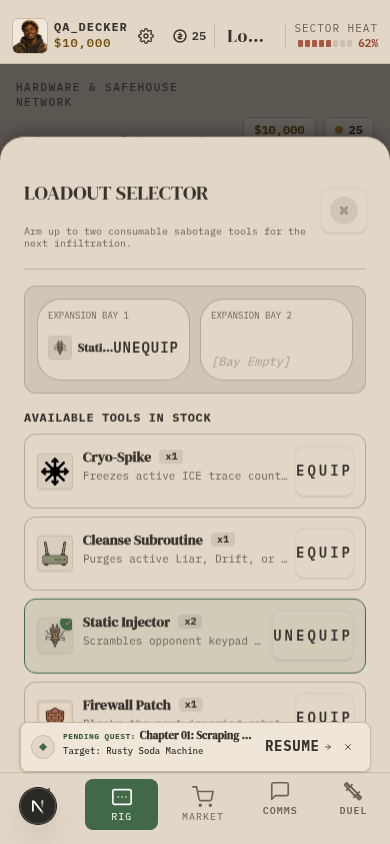 QA_DECKER
$10,000
25
Lo...
SECTOR HEAT
62%
HARDWARE & SAFEHOUSE
NETWORK
$10,000
25
LOADOUT SELECTOR
Arm up to two consumable sabotage tools for the
next infiltration.
EXPANSION BAY 1
Stati...UNEQUIP
EXPANSION BAY 2
[Bay Empty]
AVAILABLE TOOLS IN STOCK
Cryo-Spike x1
Freezes active ICE trace count…
EQUIP
Cleanse Subroutine x1
Purges active Liar, Drift, or …
EQUIP
Static Injector x2
Scrambles opponent keypad …
UNEQUIP
Firewall Patch x1
EQUIP
PENDING QUEST: Chapter 01: Scraping ...
Target: Rusty Soda Machine
RESUME → ×
N
RIG
MARKET
COMMS
DUEL